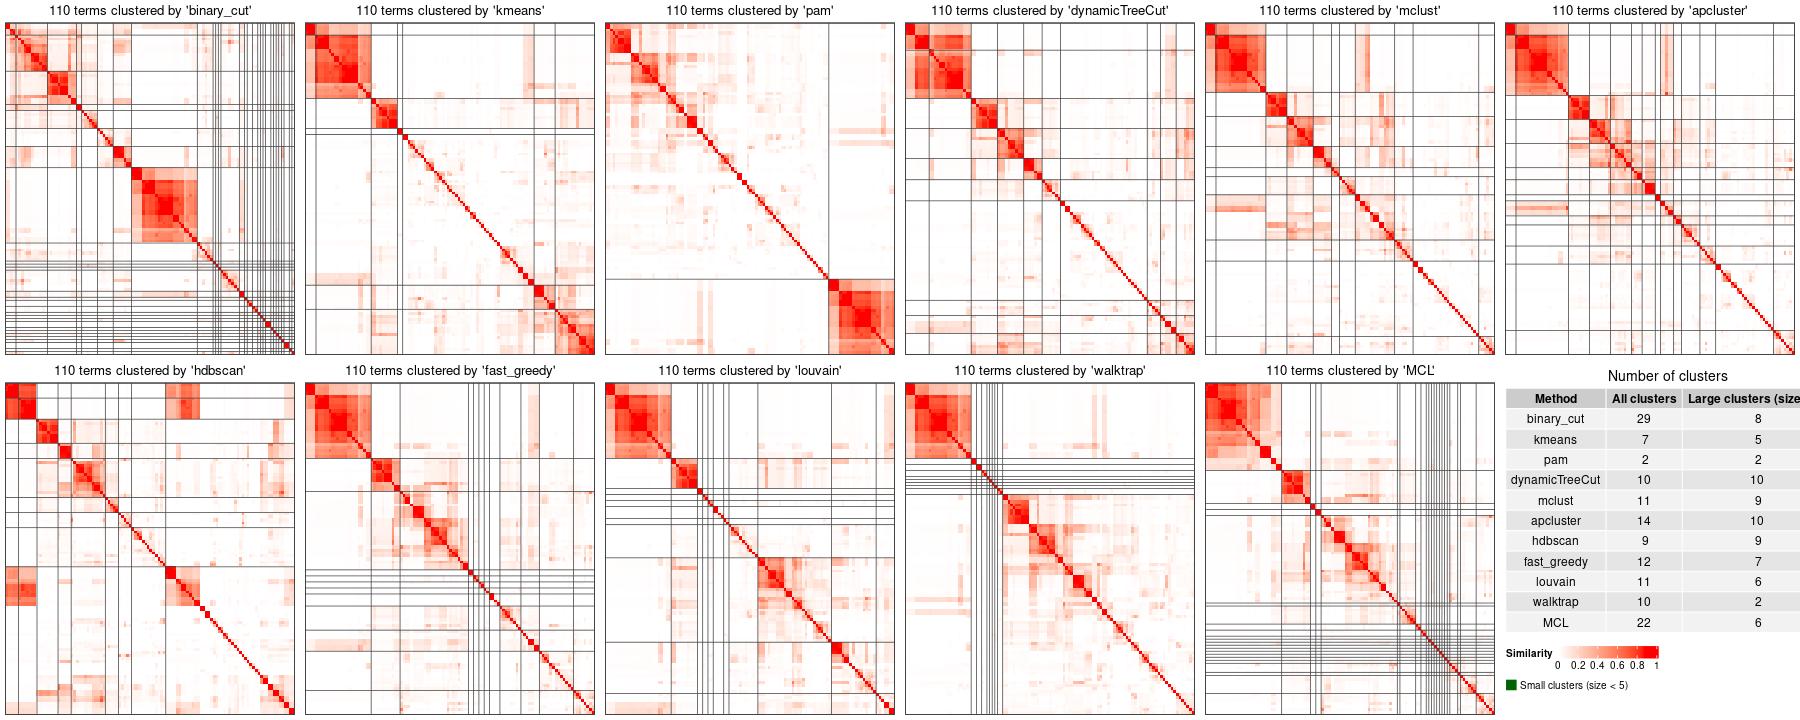 110 terms clustered by 'binary_cut'
110 terms clustered by 'kmeans'
110 terms clustered by 'pam'
110 terms clustered by 'dynamicTreeCut'
110 terms clustered by 'mclust'
110 terms clustered by 'apcluster'
110 terms clustered by 'hdbscan'
110 terms clustered by 'fast_greedy'
110 terms clustered by 'louvain'
110 terms clustered by 'walktrap'
110 terms clustered by 'MCL'
Number of clusters
Method All clusters Large clusters (size
binary_cut 29 8
kmeans 7 5
pam 2 2
dynamicTreeCut 10 10
mclust 11 9
apcluster 14 10
hdbscan 9 9
fast_greedy 12 7
louvain 11 6
walktrap 10 2
MCL 22 6
Similarity
0 0.2 0.4 0.6 0.8 1
Small clusters (size < 5)